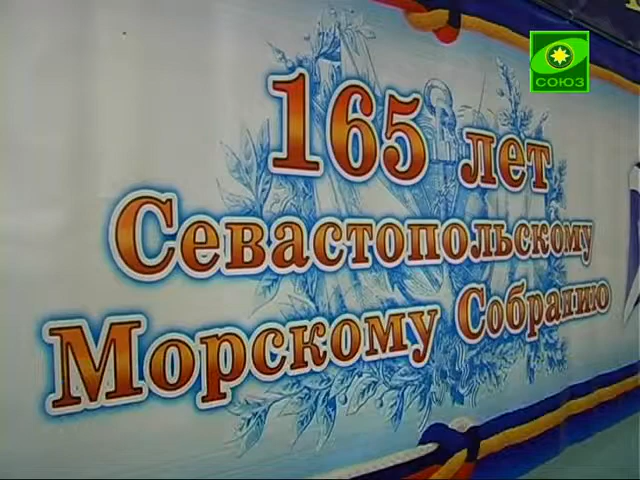 СОЮЗ
165 лет
Севастопольскому
Морскому Собранию